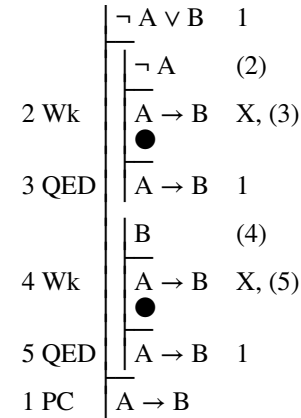 ¬ A ∨ B 1
¬ A (2)
2 Wk A → B X, (3)
●
3 QED A → B 1
B (4)
4 Wk A → B X, (5)
●
5 QED A → B 1
1 PC A → B